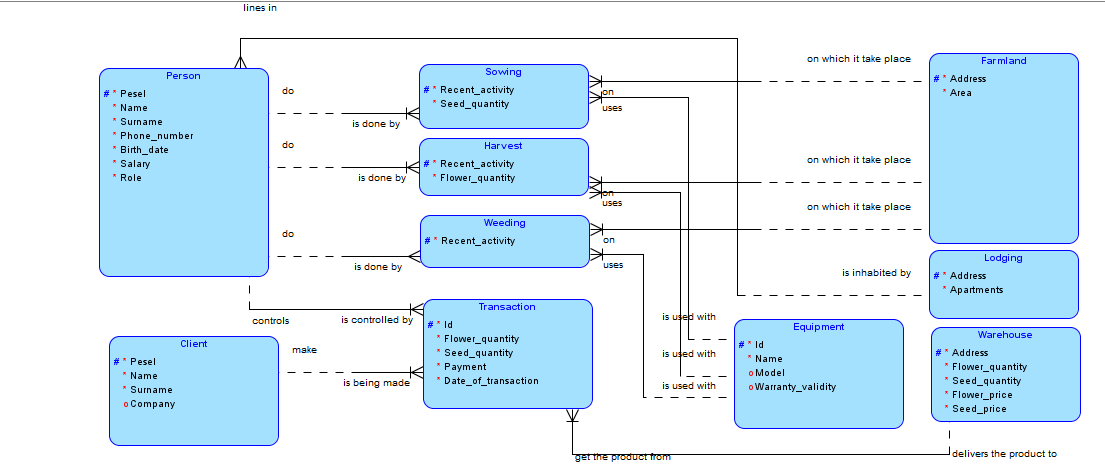 lines in
Person
# * Pesel
* Name
* Surname
* Phone_number
* Birth_date
* Salary
* Role
do
is done by
do
is done by
do
is done by
controls
is controlled by
Sowing
# * Recent_activity
* Seed_quantity
on
uses
Harvest
# * Recent_activity
* Flower_quantity
on
uses
Weeding
# * Recent_activity
on
uses
on which it take place
on which it take place
on which it take place
Farmland
# * Address
* Area
is inhabited by
Lodging
# * Address
* Apartments
Client
# * Pesel
* Name
* Surname
o Company
make
is being made
Transaction
# * Id
* Flower_quantity
* Seed_quantity
* Payment
* Date_of_transaction
is used with
is used with
is used with
Equipment
# * Id
* Name
o Model
o Warranty_validity
Warehouse
# * Address
* Flower_quantity
* Seed_quantity
* Flower_price
* Seed_price
get the product from
delivers the product to